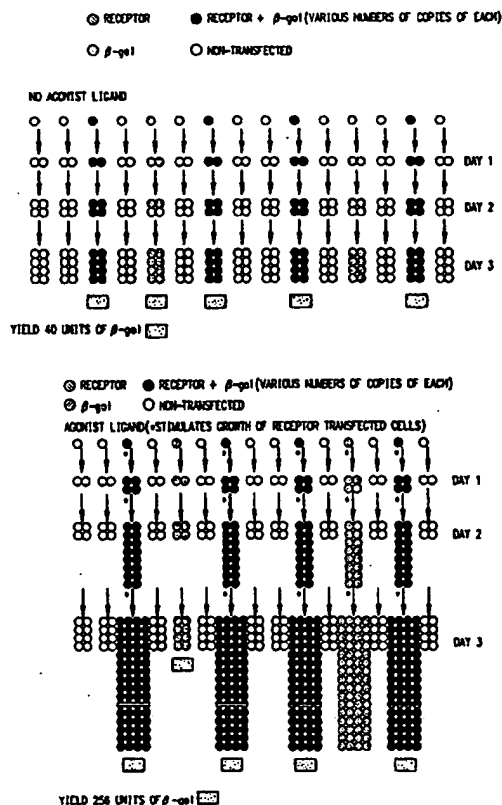 RECEPTOR RECEPTOR + β-gal (VARIOUS NUMBERS OF COPIES OF EACH)
β-gal NON-TRANSFECTED
NO AGONIST LIGAND
DAY 1
DAY 2
DAY 3
YIELD 40 UNITS OF β-gal
RECEPTOR RECEPTOR + β-gal (VARIOUS NUMBERS OF COPIES OF EACH)
β-gal NON-TRANSFECTED
AGONIST LIGAND(*STIMULATES GROWTH OF RECEPTOR TRANSFECTED CELLS)
DAY 1
DAY 2
DAY 3
YIELD 256 UNITS OF β-gal